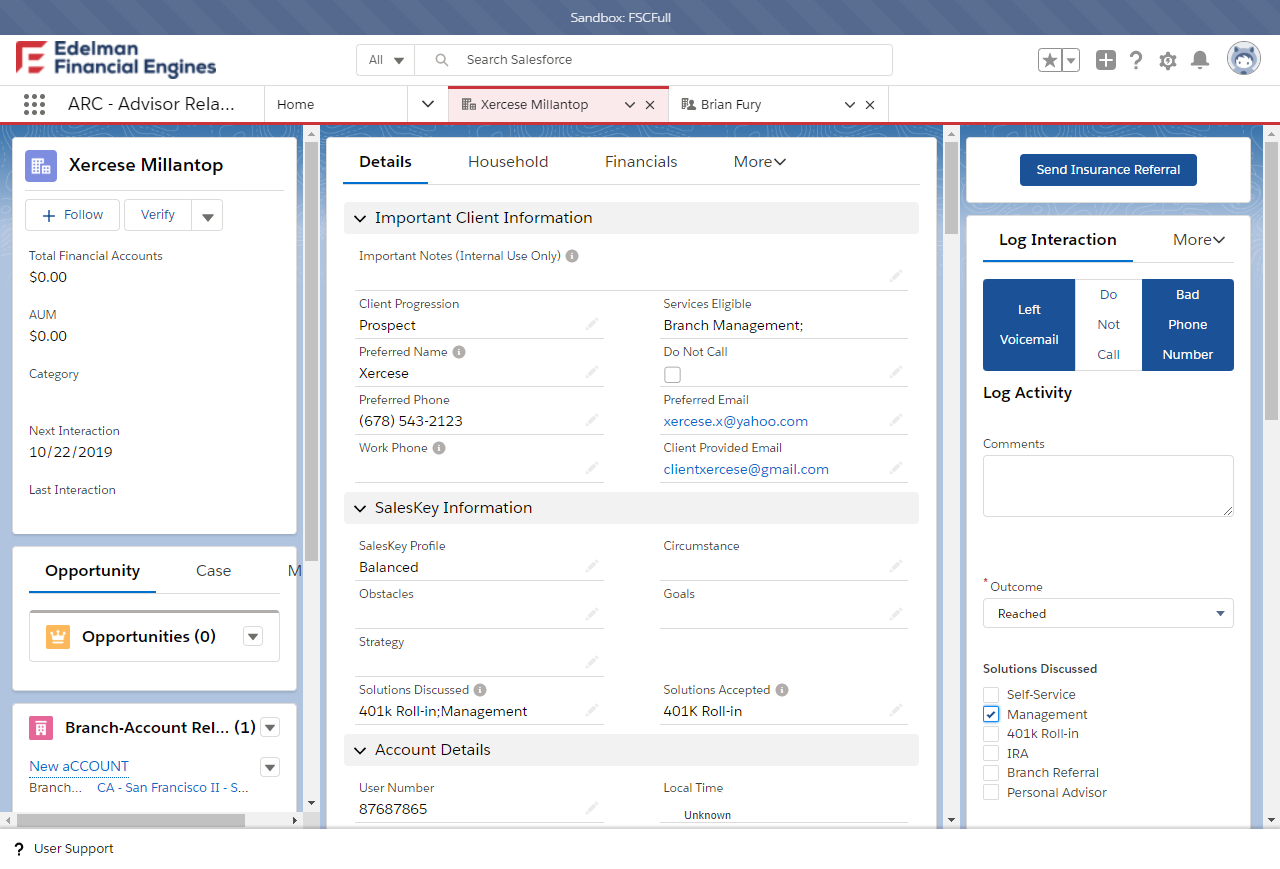 Sandbox: FSCFull
Edelman
Financial Engines
All
Search Salesforce
ARC - Advisor Rela...
Home
Xercese Millantop
Brian Fury
Xercese Millantop
Follow
Verify
Total Financial Accounts
$0.00
AUM
$0.00
Category
Next Interaction
10/22/2019
Last Interaction
Opportunity
Case
M
Opportunities (0)
Branch-Account Rel... (1)
New aCCOUNT
Branch...
CA - San Francisco II - S...
Details
Household
Financials
More
Important Client Information
Important Notes (Internal Use Only)
Client Progression
Prospect
Services Eligible
Branch Management;
Preferred Name
Xercese
Do Not Call
Preferred Phone
(678) 543-2123
Preferred Email
xercese.x@yahoo.com
Work Phone
Client Provided Email
clientxercese@gmail.com
SalesKey Information
SalesKey Profile
Balanced
Circumstance
Obstacles
Goals
Strategy
Solutions Discussed
401k Roll-in;Management
Solutions Accepted
401K Roll-in
Account Details
User Number
87687865
Local Time
Unknown
Send Insurance Referral
Log Interaction
More
Left
Voicemail
Do
Not
Call
Bad
Phone
Number
Log Activity
Comments
* Outcome
Reached
Solutions Discussed
Self-Service
Management
401k Roll-in
IRA
Branch Referral
Personal Advisor
? User Support